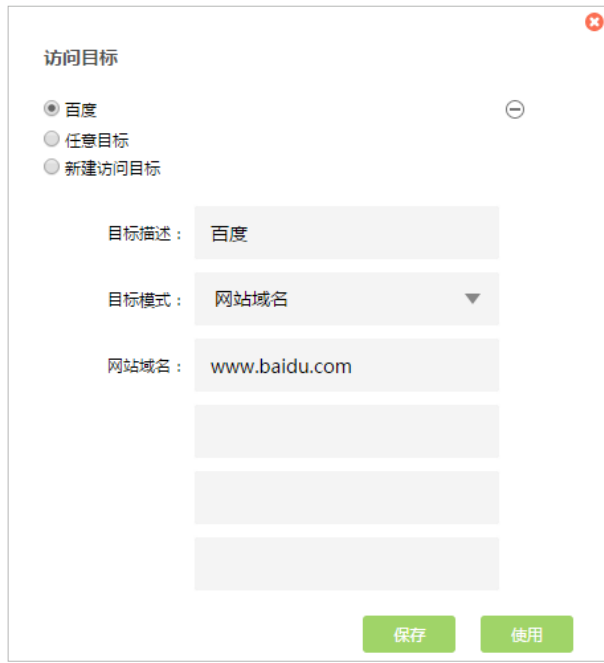 访问目标
百度
任意目标
新建访问目标
目标描述： 百度
目标模式： 网站域名
网站域名： www.baidu.com
保存 使用